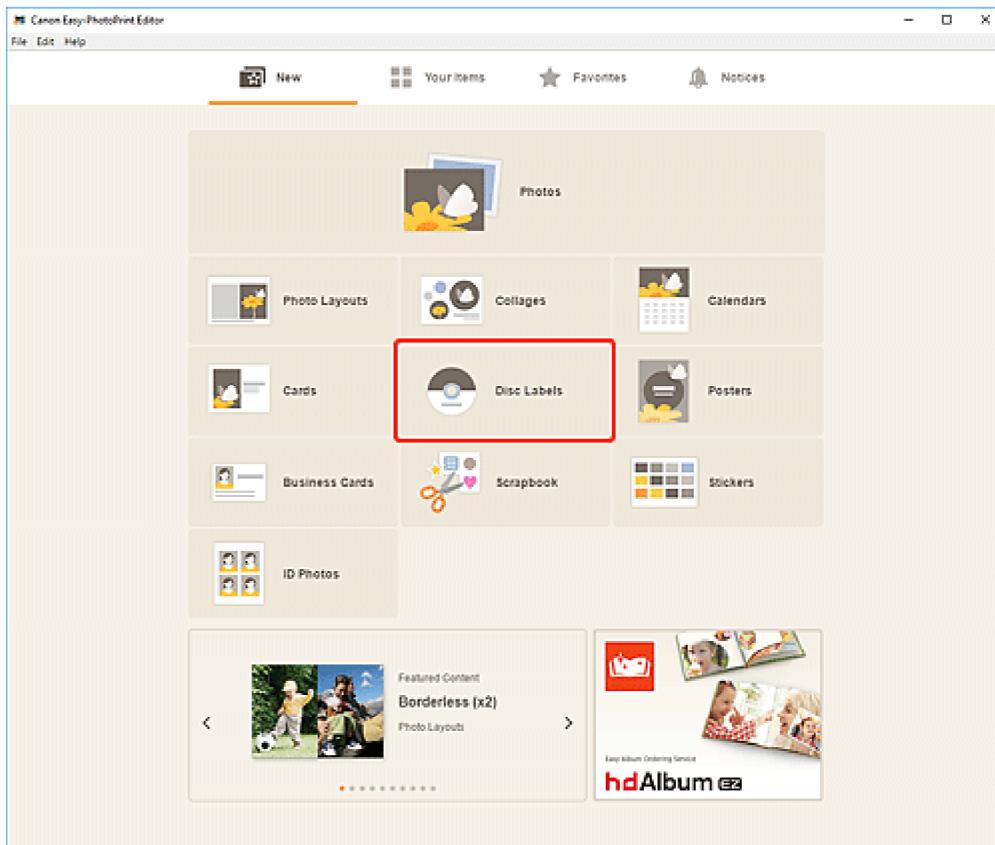 Canon Easy-PhotoPrint Editor
File Edit Help
New Your Items Favorites Notices
Photos
Photo Layouts Collages Calendars
Cards Disc Labels Posters
Business Cards Scrapbook Stickers
ID Photos
Featured Content
Borderless (x2)
Photo Layouts
Easy Album Ordering Service
hdAlbum EZ